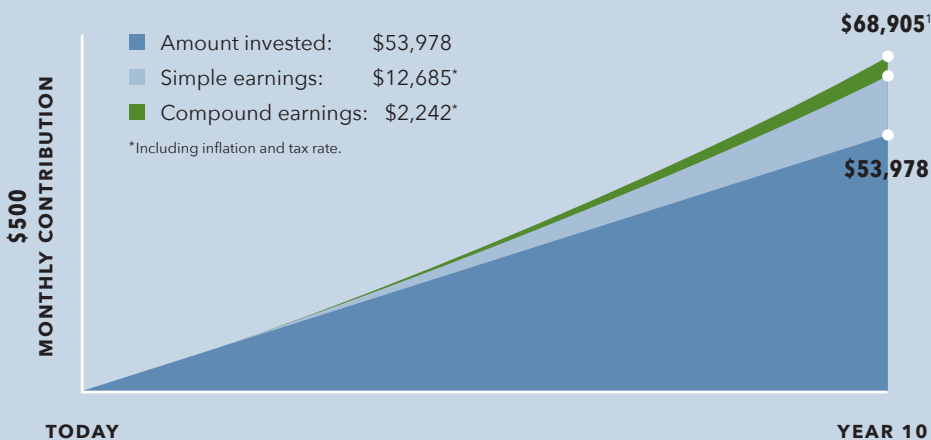 $68,905¹
Amount invested: $53,978
Simple earnings: $12,685*
Compound earnings: $2,242*
*Including inflation and tax rate.
$53,978
$500
MONTHLY CONTRIBUTION
TODAY
YEAR 10